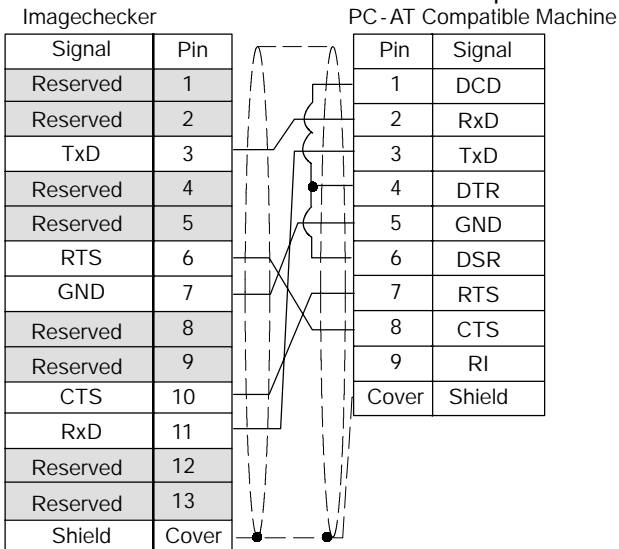 Imagechecker
Signal Pin
Reserved 1
Reserved 2
TxD 3
Reserved 4
Reserved 5
RTS 6
GND 7
Reserved 8
Reserved 9
CTS 10
RxD 11
Reserved 12
Reserved 13
Shield Cover
PC-AT Compatible Machine
Pin Signal
1 DCD
2 RxD
3 TxD
4 DTR
5 GND
6 DSR
7 RTS
8 CTS
9 RI
Cover Shield